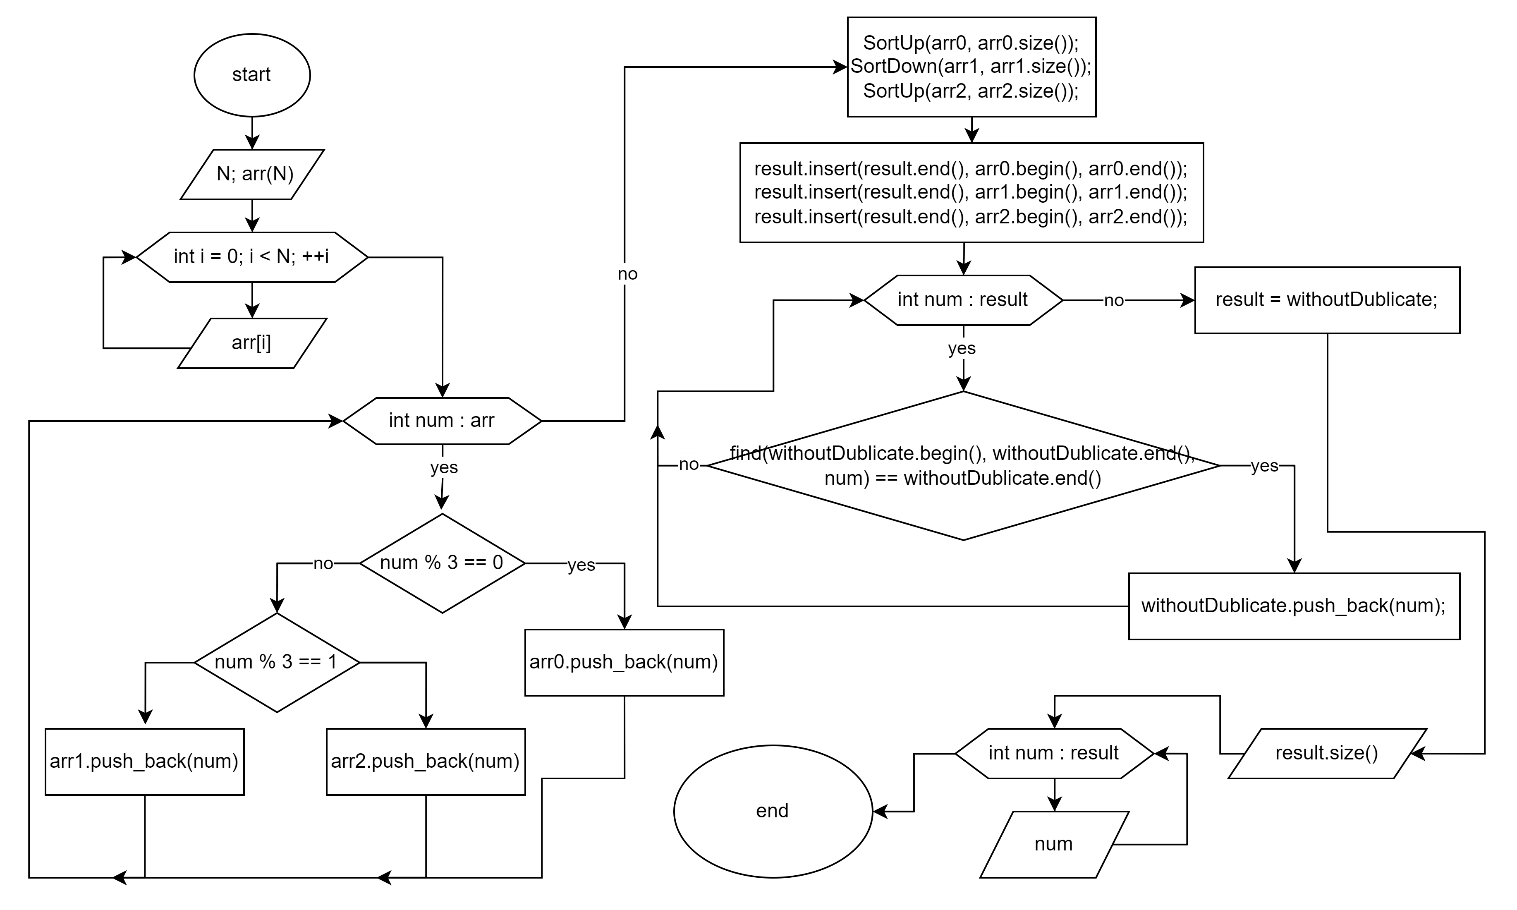 start
N; arr(N)
int i = 0; i < N; ++i
arr[i]
int num : arr
yes
num % 3 == 0
no
yes
num % 3 == 1
arr0.push_back(num)
arr1.push_back(num)
arr2.push_back(num)
no
SortUp(arr0, arr0.size());
SortDown(arr1, arr1.size());
SortUp(arr2, arr2.size());
result.insert(result.end(), arr0.begin(), arr0.end());
result.insert(result.end(), arr1.begin(), arr1.end());
result.insert(result.end(), arr2.begin(), arr2.end());
int num : result
no
result = withoutDublicate;
yes
find(withoutDublicate.begin(), withoutDublicate.end(),
num) == withoutDublicate.end()
no
yes
withoutDublicate.push_back(num);
result.size()
int num : result
num
end